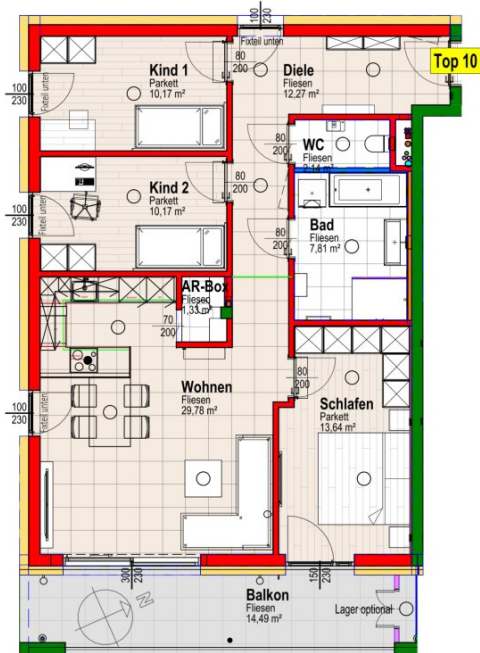 100
230
Fixteil unten
Top 10
Kind 1
Parkett
10,17 m²
80
200
Diele
Fliesen
12,27 m²
100
230
Fixteil unten
WC
Fliesen
80
200
Kind 2
Parkett
10,17 m²
80
200
100
230
Fixteil unten
Bad
Fliesen
7,81 m²
80
200
AR-Box
Fliesen
1,33 m²
70
200
Wohnen
Fliesen
29,78 m²
80
200
Schlafen
Parkett
13,64 m²
100
230
Fixteil unten
300
230
150
230
Balkon
Fliesen
14,49 m²
Lager optional
N